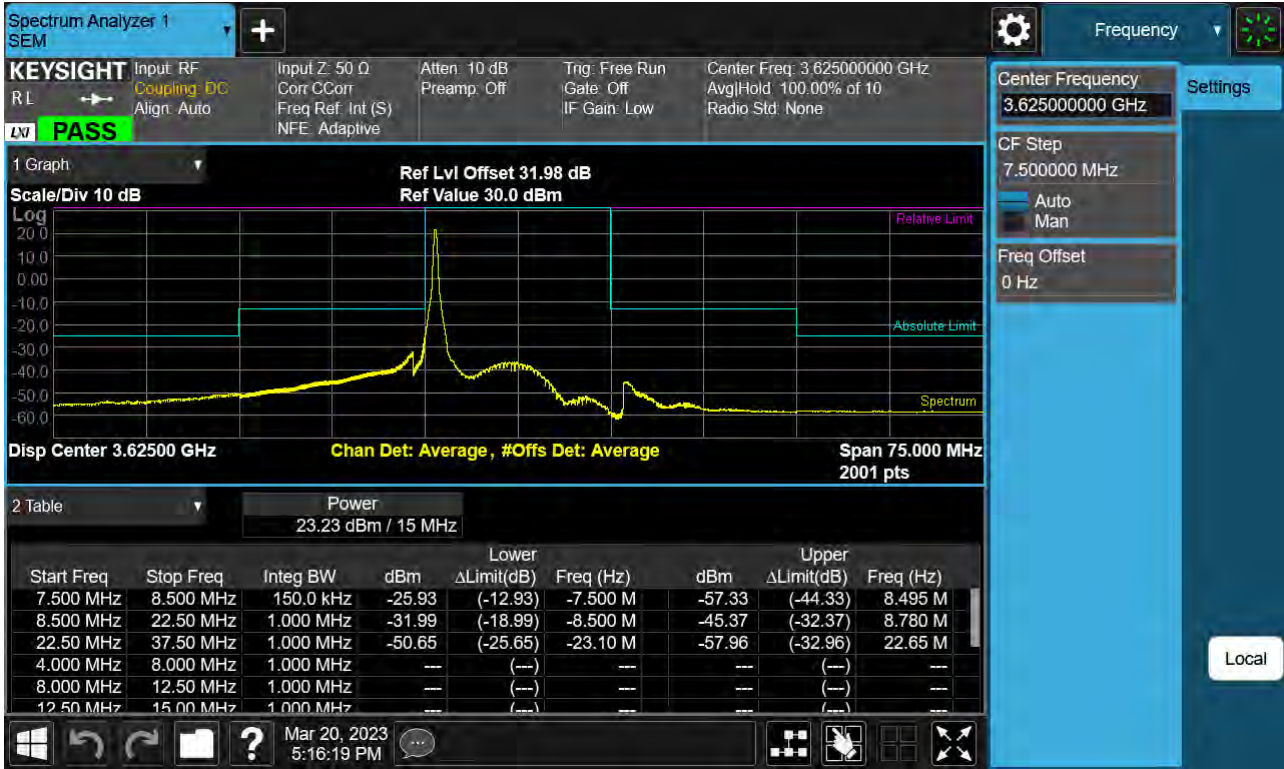 Spectrum Analyzer 1
SEM
+
Frequency
KEYSIGHT
R L
LXI PASS
Input: RF
Coupling: DC
Align: Auto
Input Z: 50 Ω
Corr CCorr
Freq Ref: Int (S)
NFE: Adaptive
Atten: 10 dB
Preamp: Off
Trig: Free Run
Gate: Off
IF Gain: Low
Center Freq: 3.625000000 GHz
Avg|Hold: 100.00% of 10
Radio Std: None
Center Frequency
3.625000000 GHz
Settings
CF Step
7.500000 MHz
Auto
Man
Freq Offset
0 Hz
Local
1 Graph
Scale/Div 10 dB
Ref Lvl Offset 31.98 dB
Ref Value 30.0 dBm
Log
20.0
10.0
0.00
-10.0
-20.0
-30.0
-40.0
-50.0
-60.0
Relative Limit
Absolute Limit
Spectrum
Disp Center 3.62500 GHz
Chan Det: Average, #Offs Det: Average
Span 75.000 MHz
2001 pts
2 Table
Power
23.23 dBm / 15 MHz
Lower Upper
Start Freq Stop Freq Integ BW dBm ΔLimit(dB) Freq (Hz) dBm ΔLimit(dB) Freq (Hz)
7.500 MHz 8.500 MHz 150.0 kHz -25.93 (-12.93) -7.500 M -57.33 (-44.33) 8.495 M
8.500 MHz 22.50 MHz 1.000 MHz -31.99 (-18.99) -8.500 M -45.37 (-32.37) 8.780 M
22.50 MHz 37.50 MHz 1.000 MHz -50.65 (-25.65) -23.10 M -57.96 (-32.96) 22.65 M
4.000 MHz 8.000 MHz 1.000 MHz --- (---) --- --- (---) ---
8.000 MHz 12.50 MHz 1.000 MHz --- (---) --- --- (---) ---
12.50 MHz 15.00 MHz 1.000 MHz --- (---) --- --- (---) ---
?
Mar 20, 2023
5:16:19 PM